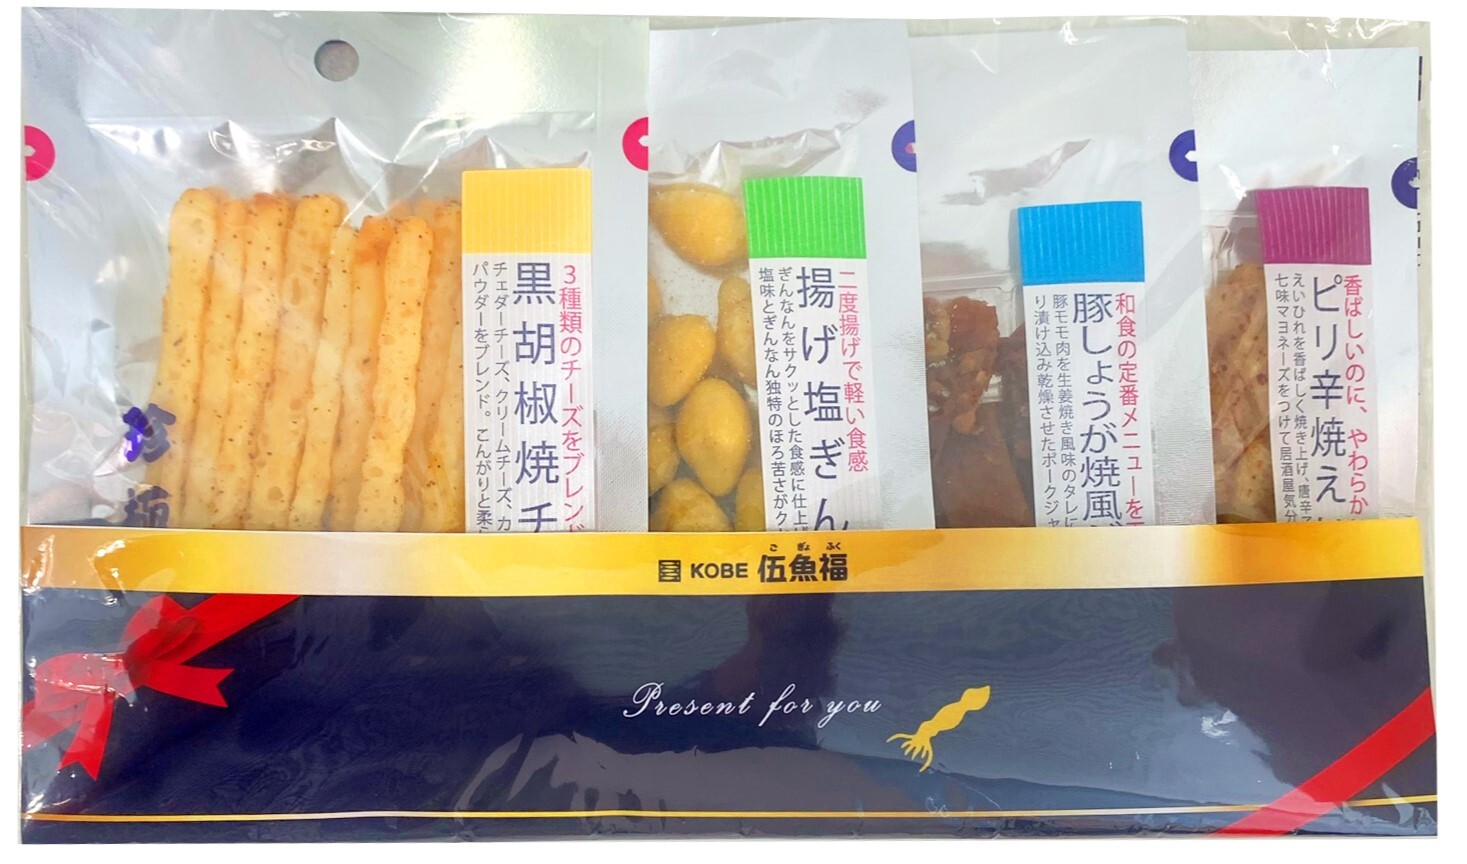 3種類のチーズをブレンド
黒胡椒焼チ
チェダーチーズ、クリームチーズ、カ
パウダーをブレンド。こんがりと柔ら
珍
極
二度揚げで軽い食感
揚げ塩ぎん
ぎんなんをサクッとした食感に仕上げ
塩味とぎんなん独特のほろ苦さがク
和食の定番メニューを
豚しょうが焼風
豚モモ肉を生姜焼き風味のタレに
り漬け込み乾燥させたポークジャ
香ばしいのに、やわらか
ピリ辛焼え
えいひれを香ばしく焼き上げ、唐辛子
七味マヨネーズをつけて居酒屋気分
KOBE 伍魚福
ご ぎょ ふく
Present for you